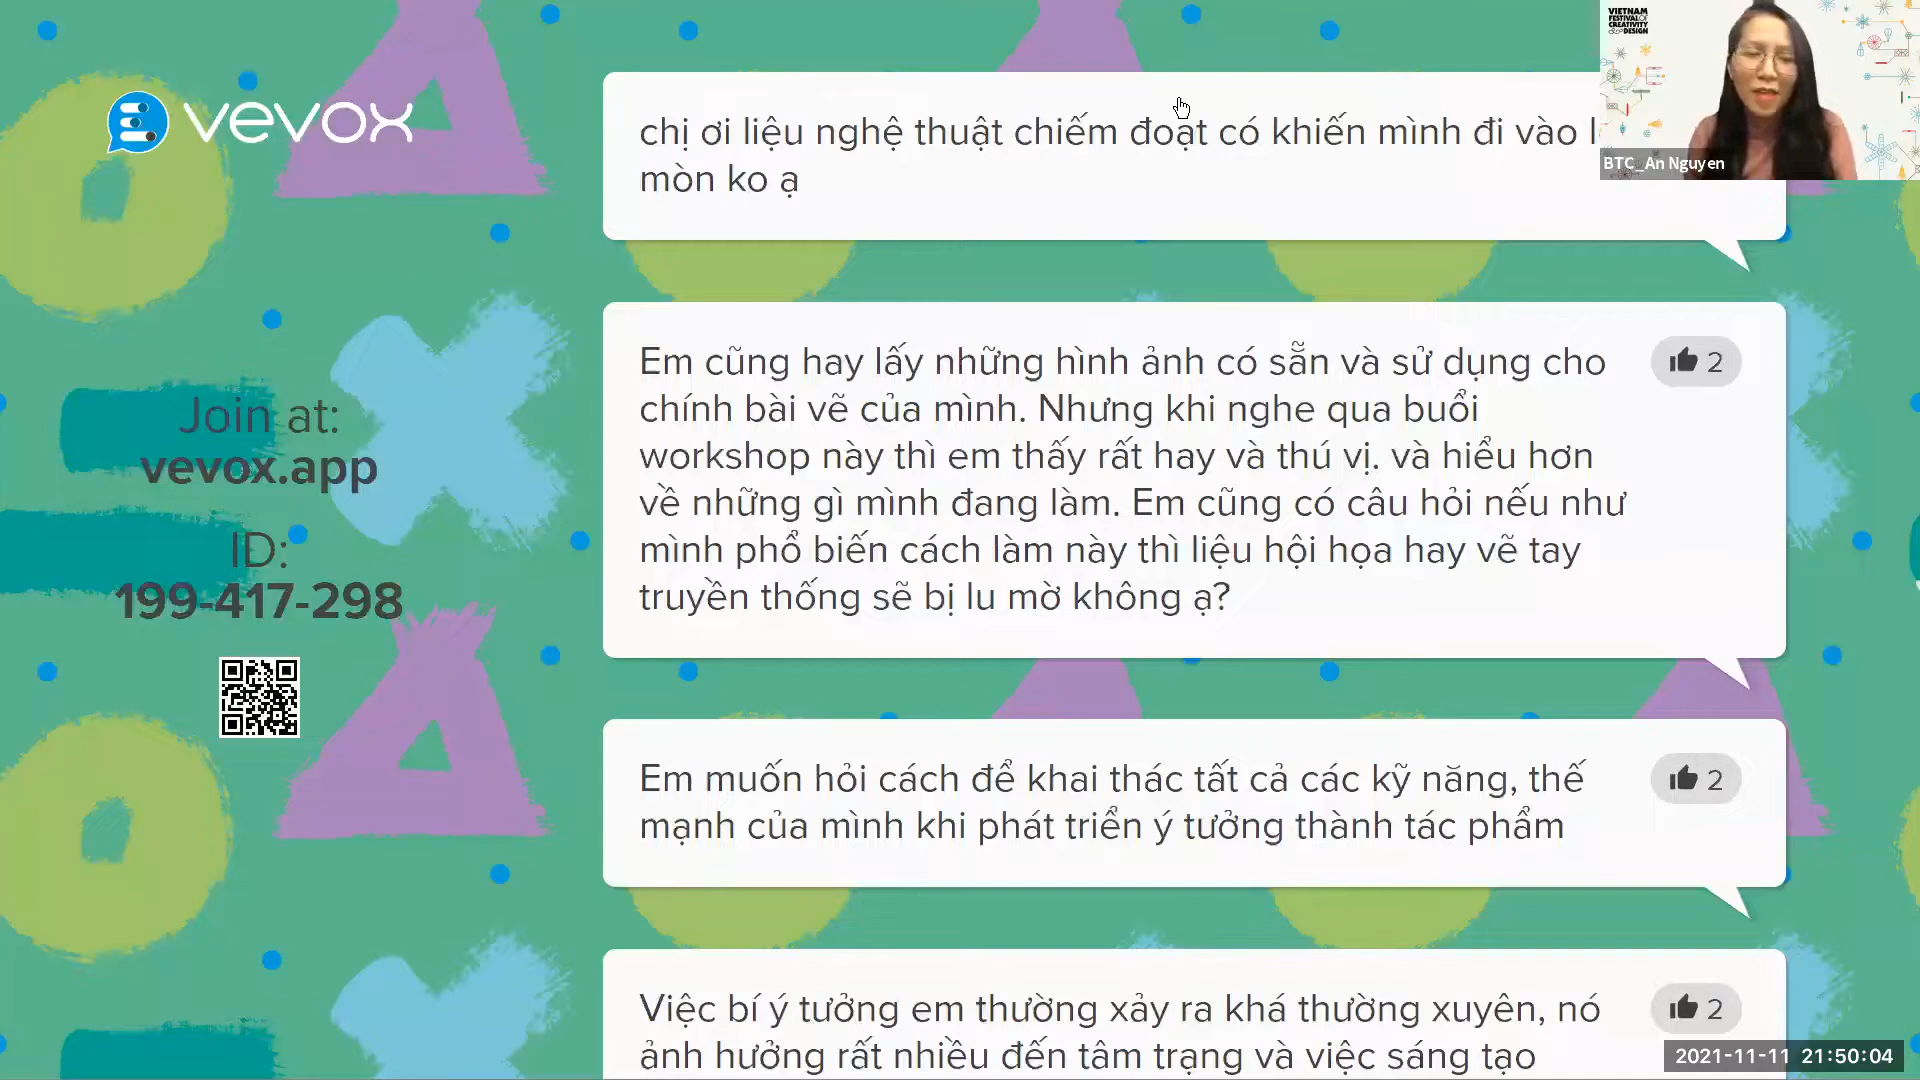 vevox
Join at:
vevox.app
ID:
199-417-298
chị ơi liệu nghệ thuật chiếm đoạt có khiến mình đi vào
mòn ko ạ
Em cũng hay lấy những hình ảnh có sẵn và sử dụng cho
chính bài vẽ của mình. Nhưng khi nghe qua buổi
workshop này thì em thấy rất hay và thú vị. và hiểu hơn
về những gì mình đang làm. Em cũng có câu hỏi nếu như
mình phổ biến cách làm này thì liệu hội họa hay vẽ tay
truyền thống sẽ bị lu mờ không ạ?
2
Em muốn hỏi cách để khai thác tất cả các kỹ năng, thế
mạnh của mình khi phát triển ý tưởng thành tác phẩm
2
Việc bí ý tưởng em thường xảy ra khá thường xuyên, nó
ảnh hưởng rất nhiều đến tâm trạng và việc sáng tạo
2
VIETNAM
FESTIVAL OF
CREATIVITY
& DESIGN
BTC_An Nguyen
2021-11-11 21:50:04